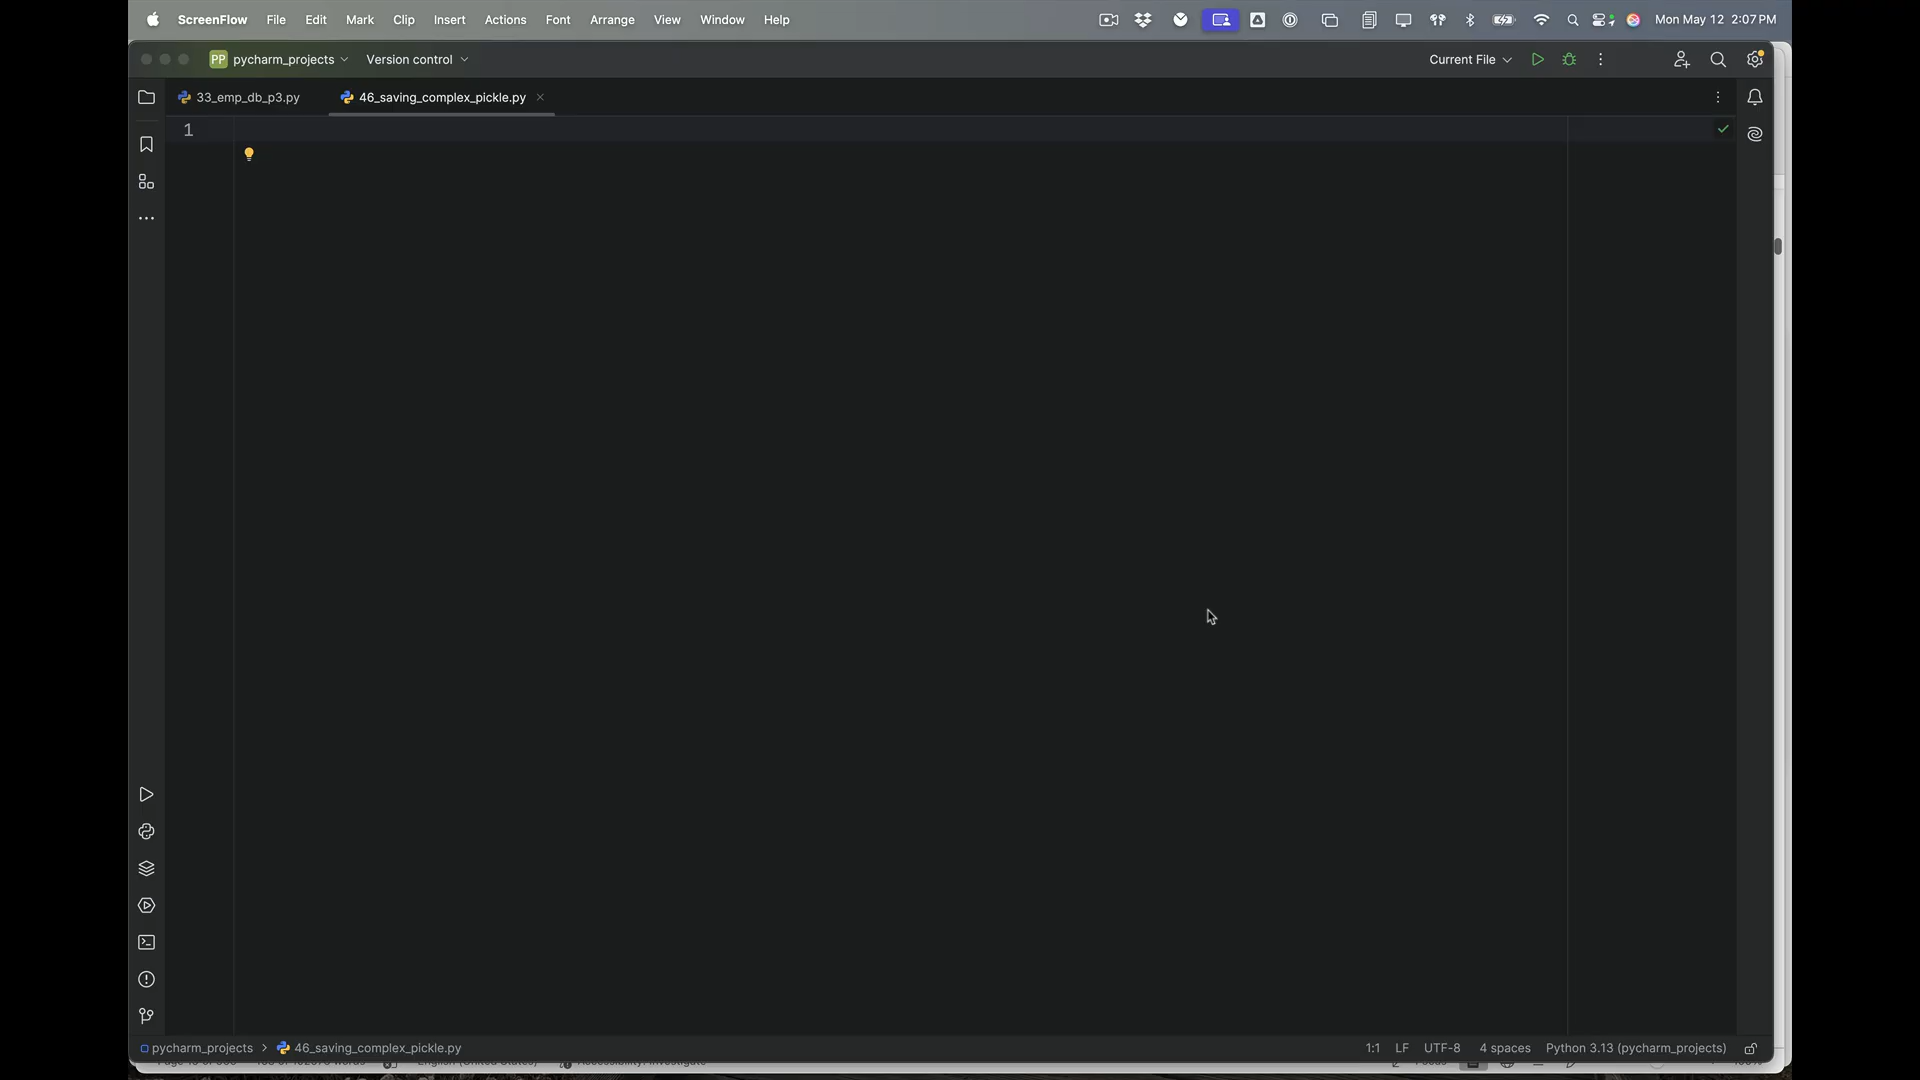 ScreenFlow File Edit Mark Clip Insert Actions Font Arrange View Window Help Mon May 12 2:07 PM
PP pycharm_projects Version control Current File
33_emp_db_p3.py 46_saving_complex_pickle.py
1
pycharm_projects > 46_saving_complex_pickle.py 1:1 LF UTF-8 4 spaces Python 3.13 (pycharm_projects)